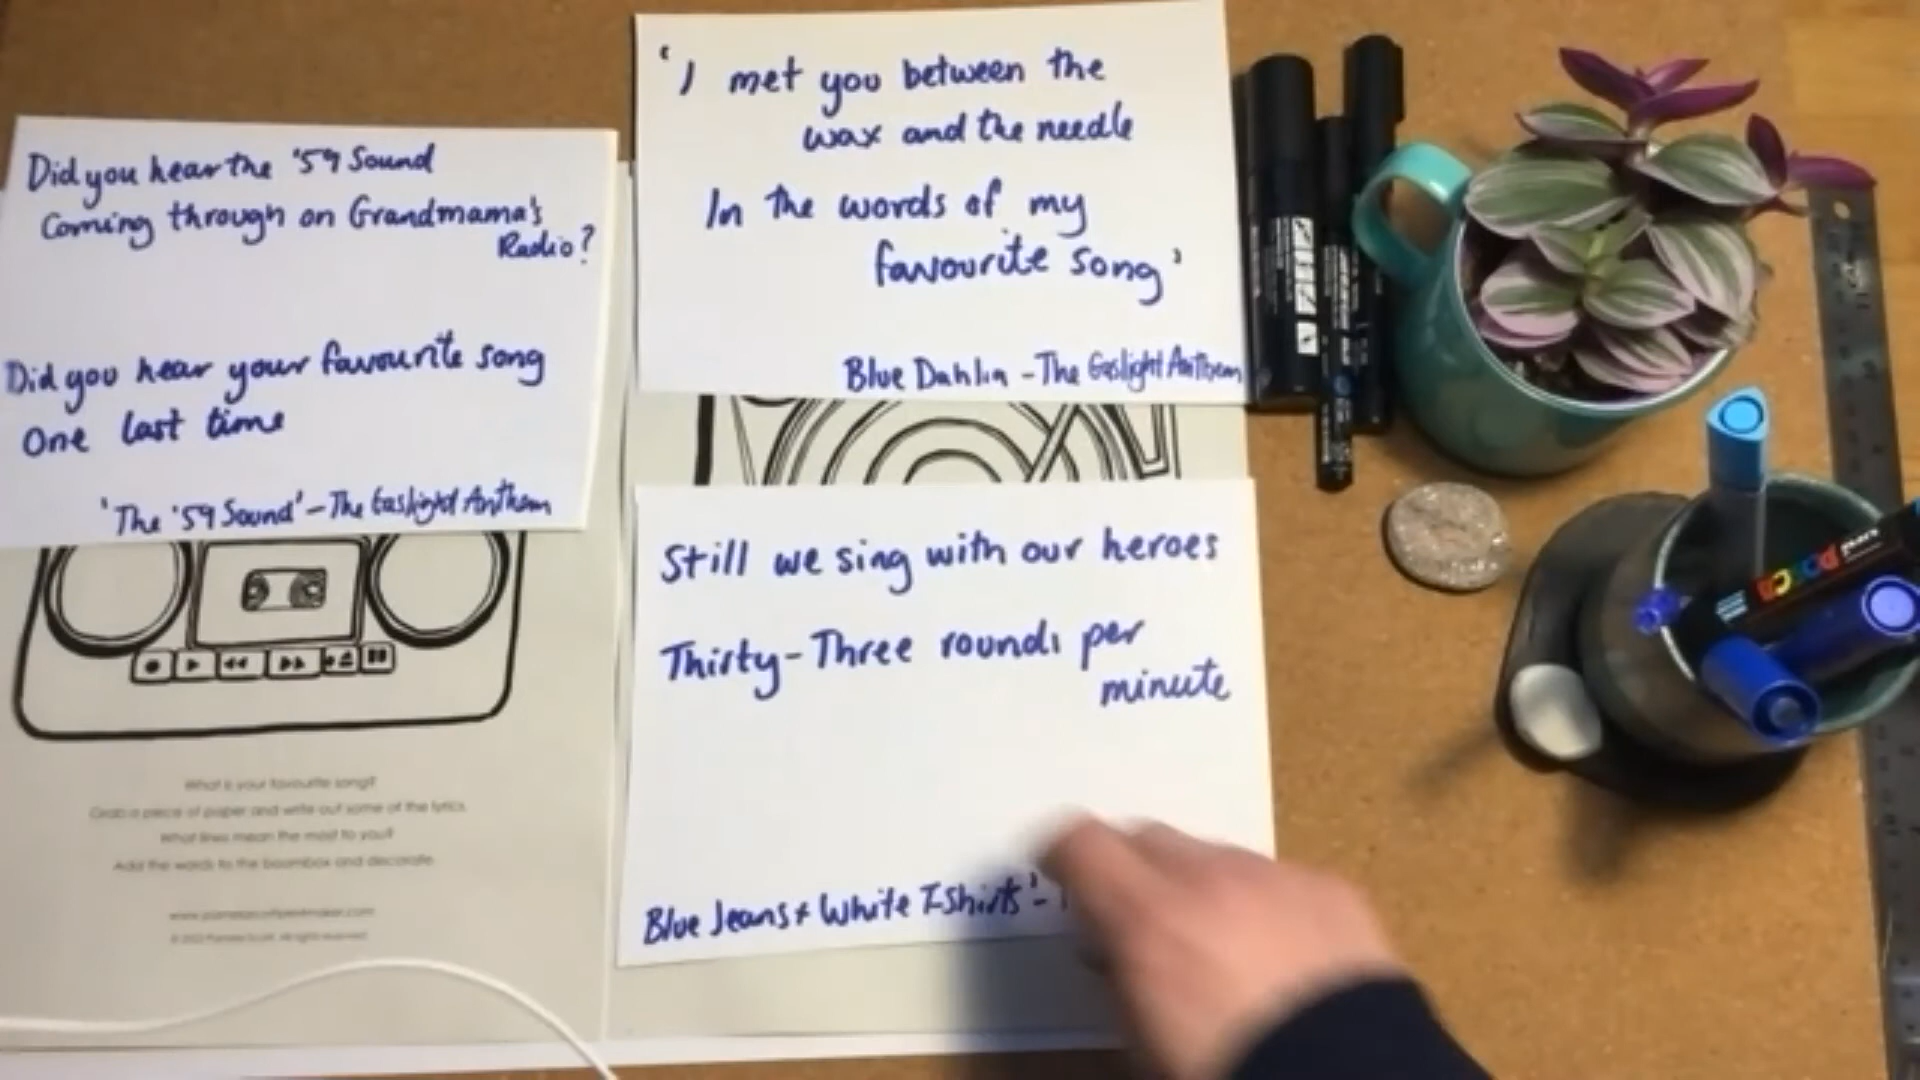 Did you hear the '59 Sound
Coming through on Grandmama's
Radio?
Did you hear your favourite song
One last time
'The '59 Sound' - The Gaslight Anthem
'I met you between the
wax and the needle
In the words of my
favourite song'
Blue Dahlia - The Gaslight Anthem
Still we sing with our heroes
Thirty-Three rounds per
minute
Blue Jeans & White T-Shirts' -
What is your favourite song?
Grab a piece of paper and write out some of the lyrics.
What lines mean the most to you?
Add the words to the boombox and decorate.
POSCA